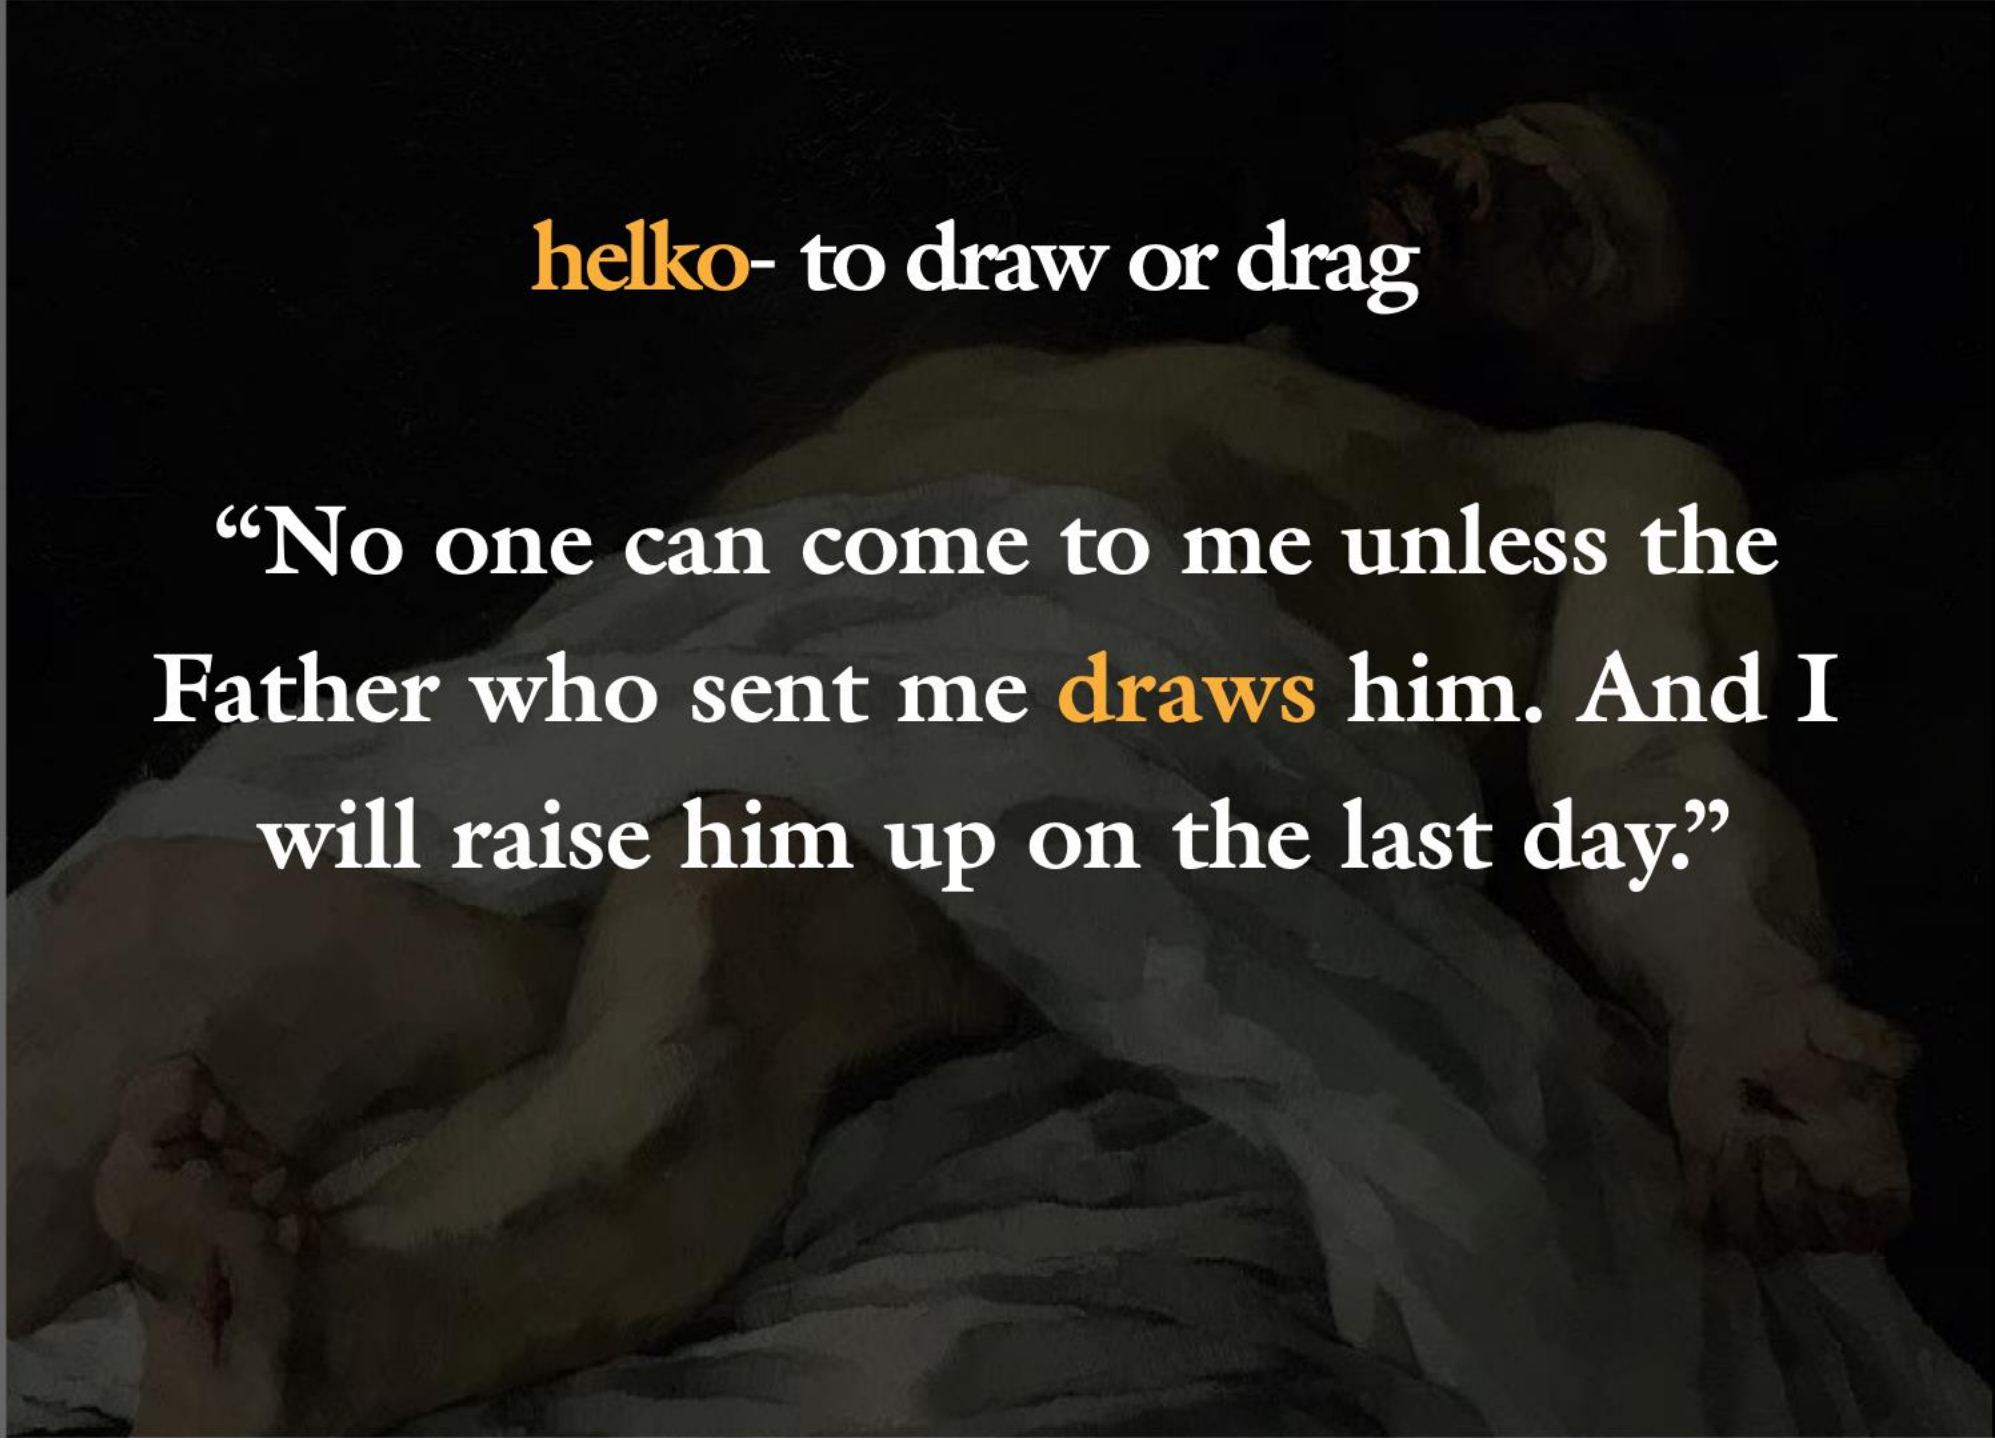 helko- to draw or drag
“No one can come to me unless the
Father who sent me draws him. And I
will raise him up on the last day.”